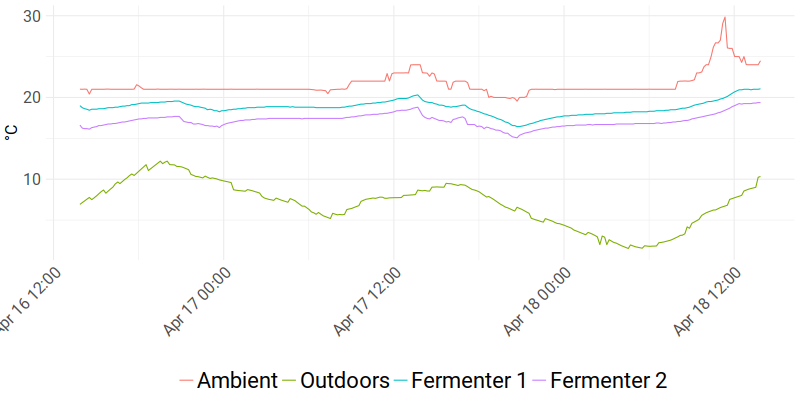 30
20
10
°C
Apr 16 12:00
Apr 17 00:00
Apr 17 12:00
Apr 18 00:00
Apr 18 12:00
Ambient Outdoors Fermenter 1 Fermenter 2